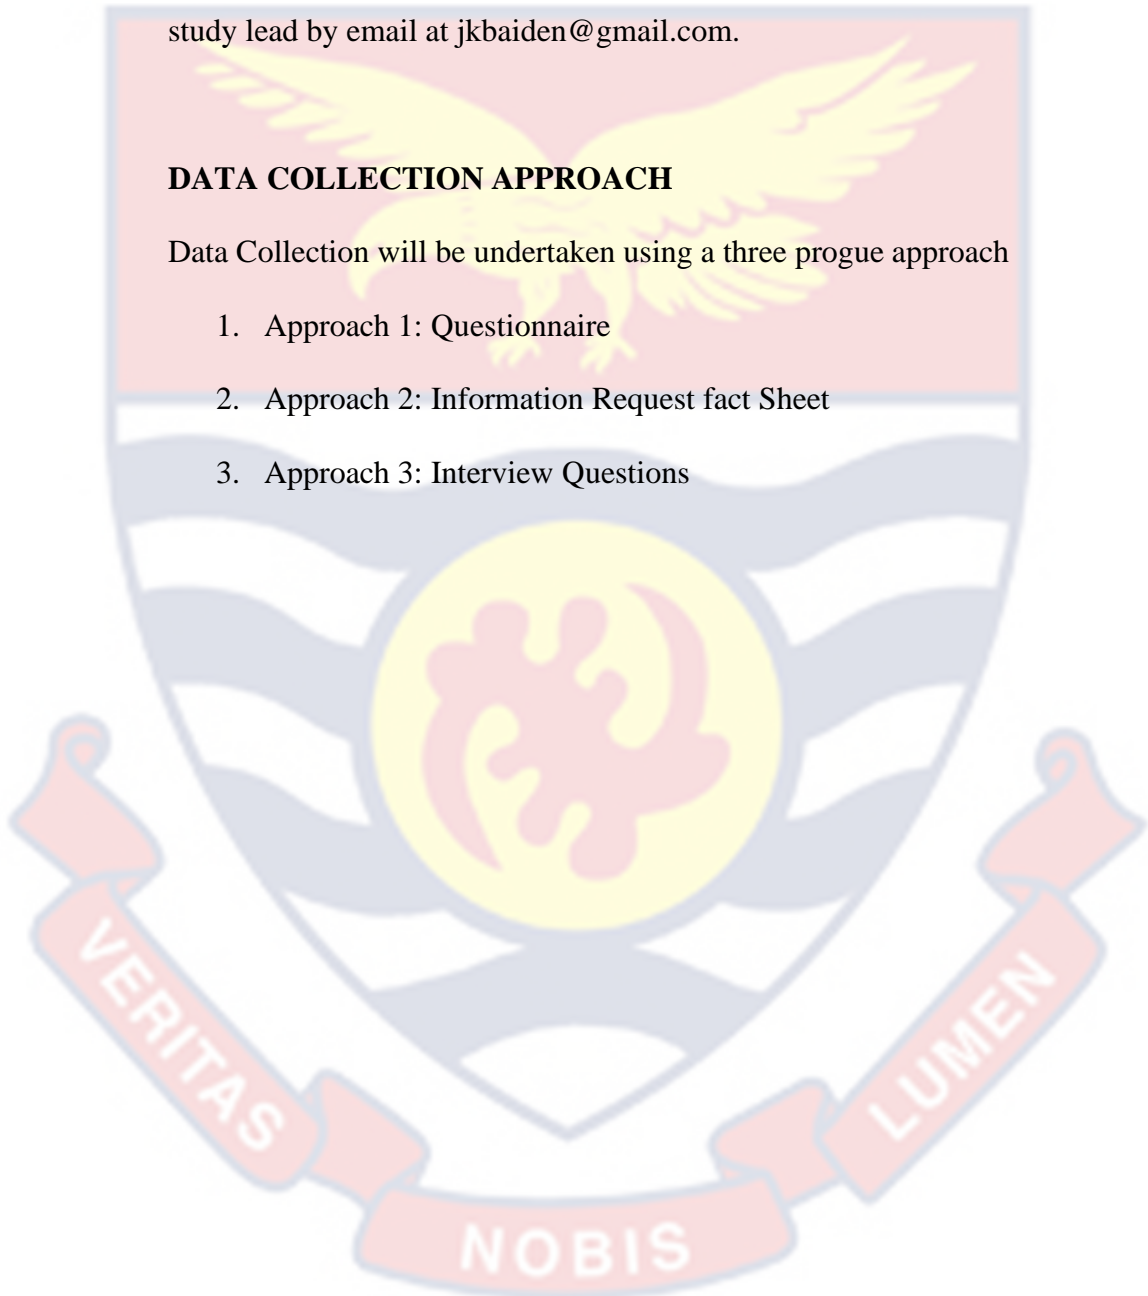 study lead by email at jkbaiden@gmail.com.
DATA COLLECTION APPROACH
Data Collection will be undertaken using a three progue approach
1. Approach 1: Questionnaire
2. Approach 2: Information Request fact Sheet
3. Approach 3: Interview Questions
VERITAS
NOBIS
LUMEN